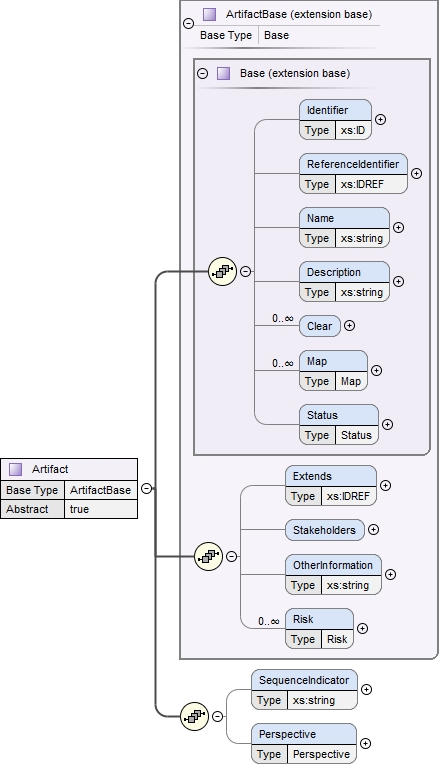 ArtifactBase (extension base)
Base Type Base
Base (extension base)
Identifier
Type xs:ID
ReferenceIdentifier
Type xs:IDREF
Name
Type xs:string
Description
Type xs:string
0..∞
Clear
0..∞
Map
Type Map
Status
Type Status
Artifact
Base Type ArtifactBase
Abstract true
Extends
Type xs:IDREF
Stakeholders
OtherInformation
Type xs:string
0..∞
Risk
Type Risk
SequenceIndicator
Type xs:string
Perspective
Type Perspective